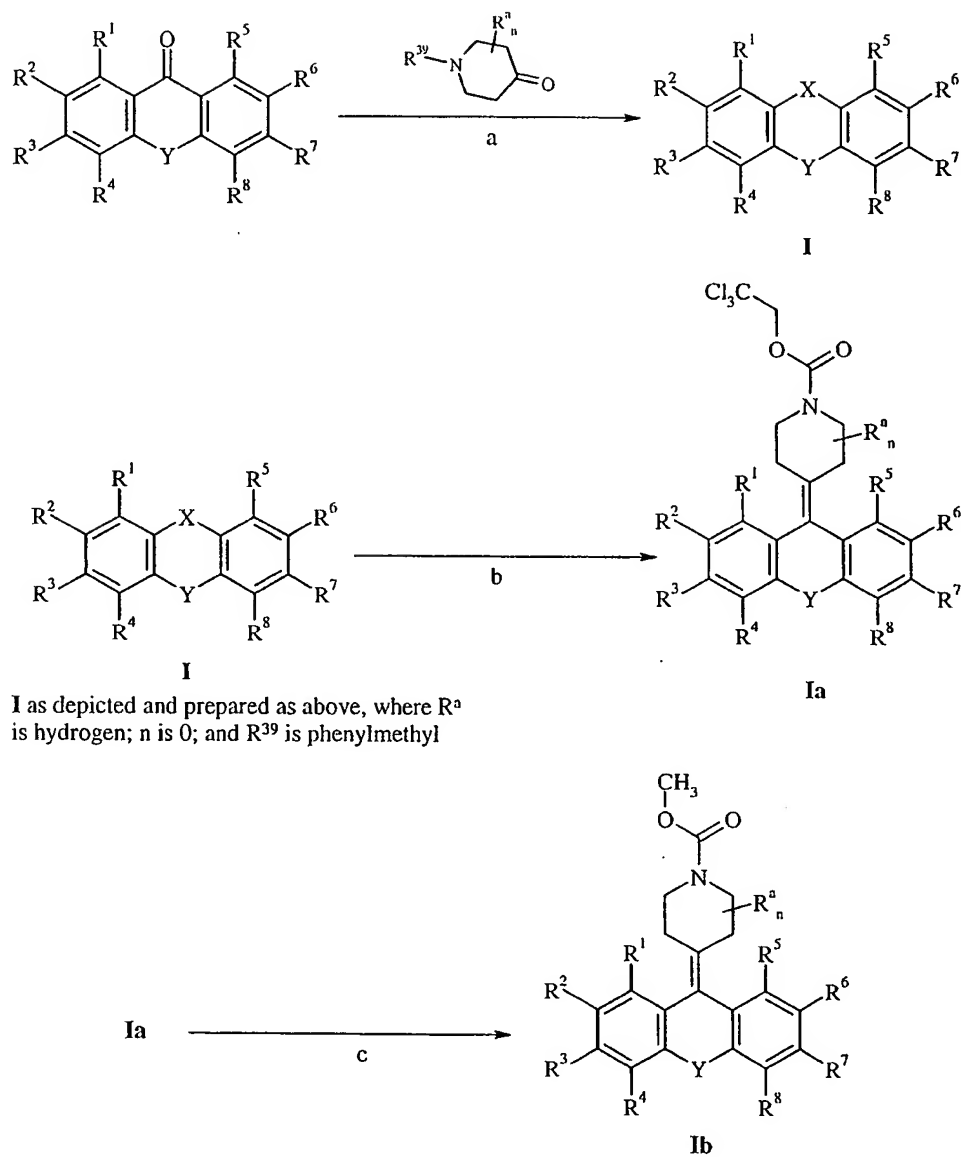 R¹ O R⁵
R² R⁶
R³ Y R⁷
R⁴ R⁸
Rᵃₙ
R³⁹ N O
a
R¹ R⁵
R² X R⁶
R³ Y R⁷
R⁴ R⁸
I
R¹ R⁵
R² X R⁶
R³ Y R⁷
R⁴ R⁸
I
I as depicted and prepared as above, where Rᵃ
is hydrogen; n is 0; and R³⁹ is phenylmethyl
b
Cl₃C
O O
N
Rᵃₙ
R¹ R⁵
R² R⁶
R³ Y R⁷
R⁴ R⁸
Ia
Ia
c
CH₃
O O
N
Rᵃₙ
R¹ R⁵
R² R⁶
R³ Y R⁷
R⁴ R⁸
Ib